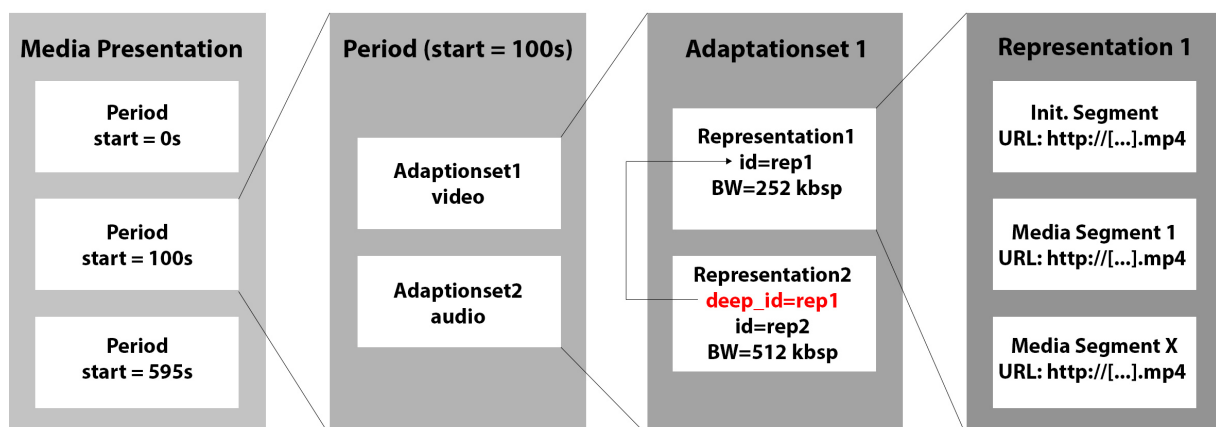 Media Presentation
Period
start = 0s
Period
start = 100s
Period
start = 595s
Period (start = 100s)
Adaptionset1
video
Adaptionset2
audio
Adaptationset 1
Representation1
id=rep1
BW=252 kbsp
Representation2
deep_id=rep1
id=rep2
BW=512 kbsp
Representation 1
Init. Segment
URL: http://[...].mp4
Media Segment 1
URL: http://[...].mp4
Media Segment X
URL: http://[...].mp4